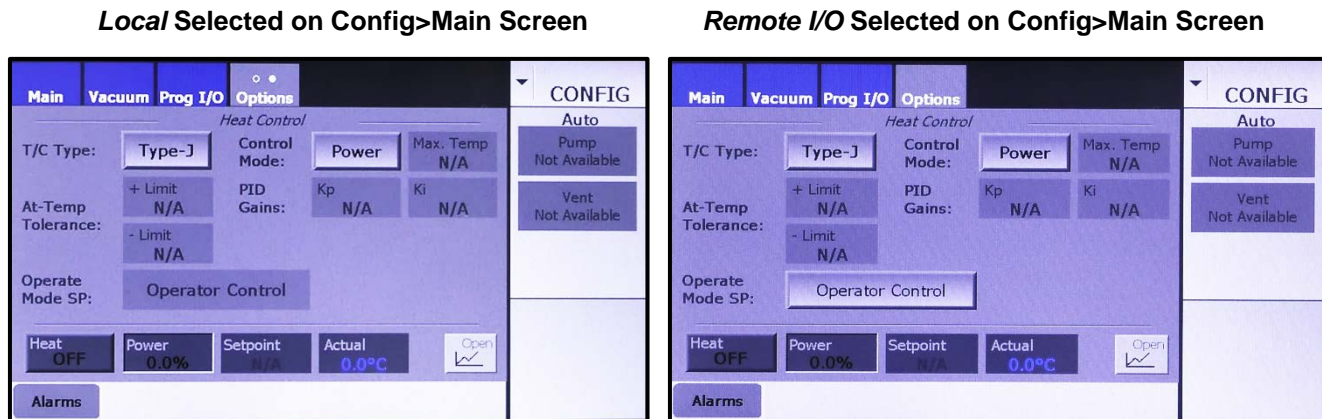 Local Selected on Config>Main Screen
Main Vacuum Prog I/O Options
CONFIG
Heat Control
Auto
T/C Type: Type-J Control Mode: Power Max. Temp N/A
Pump
Not Available
At-Temp Tolerance: + Limit N/A PID Gains: Kp N/A Ki N/A
Vent
Not Available
- Limit
N/A
Operate Mode SP: Operator Control
Heat OFF Power 0.0% Setpoint N/A Actual 0.0°C Open
Alarms
Remote I/O Selected on Config>Main Screen
Main Vacuum Prog I/O Options
CONFIG
Heat Control
Auto
T/C Type: Type-J Control Mode: Power Max. Temp N/A
Pump
Not Available
At-Temp Tolerance: + Limit N/A PID Gains: Kp N/A Ki N/A
Vent
Not Available
- Limit
N/A
Operate Mode SP: Operator Control
Heat OFF Power 0.0% Setpoint N/A Actual 0.0°C Open
Alarms